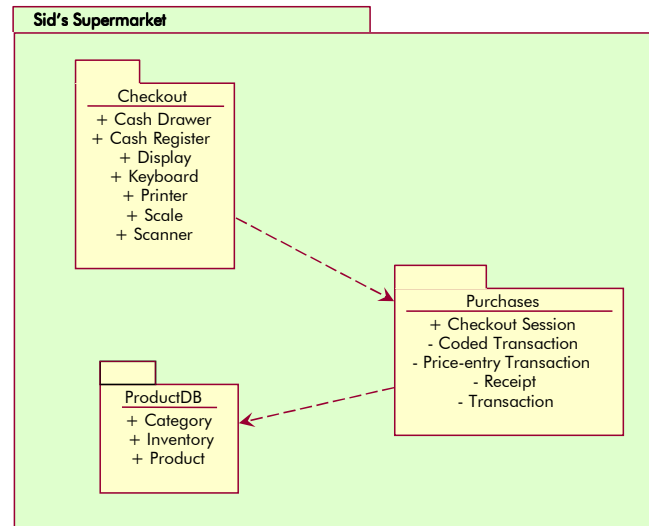 Sid's Supermarket
Checkout
+ Cash Drawer
+ Cash Register
+ Display
+ Keyboard
+ Printer
+ Scale
+ Scanner
Purchases
+ Checkout Session
- Coded Transaction
- Price-entry Transaction
- Receipt
- Transaction
ProductDB
+ Category
+ Inventory
+ Product